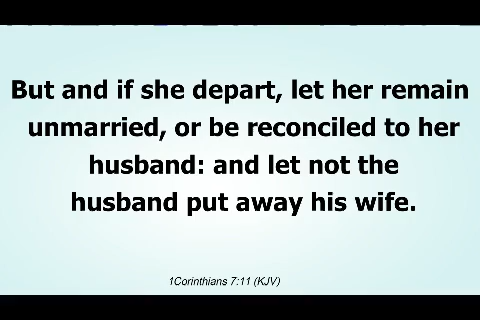 But and if she depart, let her remain
unmarried, or be reconciled to her
husband: and let not the
husband put away his wife.
1Corinthians 7:11 (KJV)